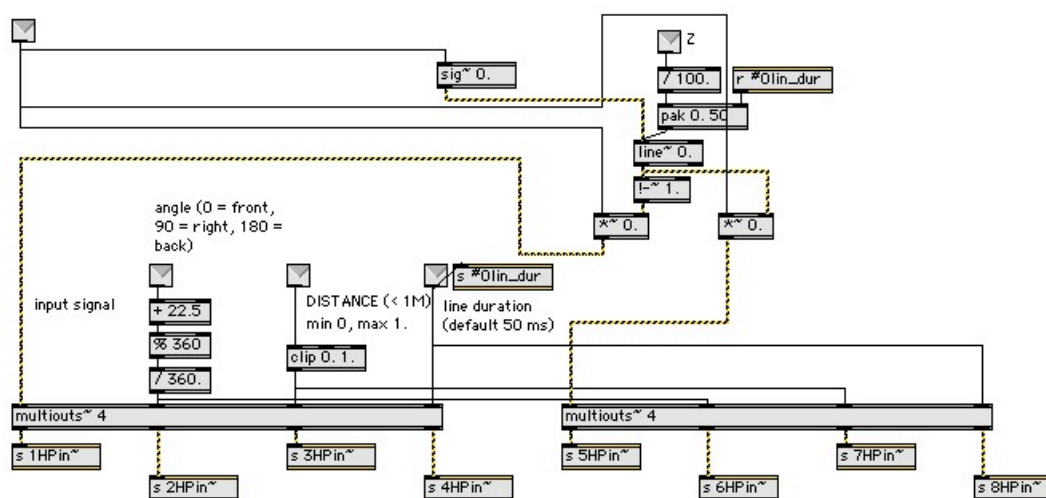 Z
sig~ 0.
/ 100.
r #0lin_dur
pak 0. 50
line~ 0.
!-~ 1.
angle (0 = front,
90 = right, 180 =
back)
*~ 0.
*~ 0.
s #0lin_dur
input signal
+ 22.5
DISTANCE (< 1M)
min 0, max 1.
line duration
(default 50 ms)
% 360
clip 0. 1.
/ 360.
multiouts~ 4
multiouts~ 4
s 1HPin~
s 3HPin~
s 5HPin~
s 7HPin~
s 2HPin~
s 4HPin~
s 6HPin~
s 8HPin~